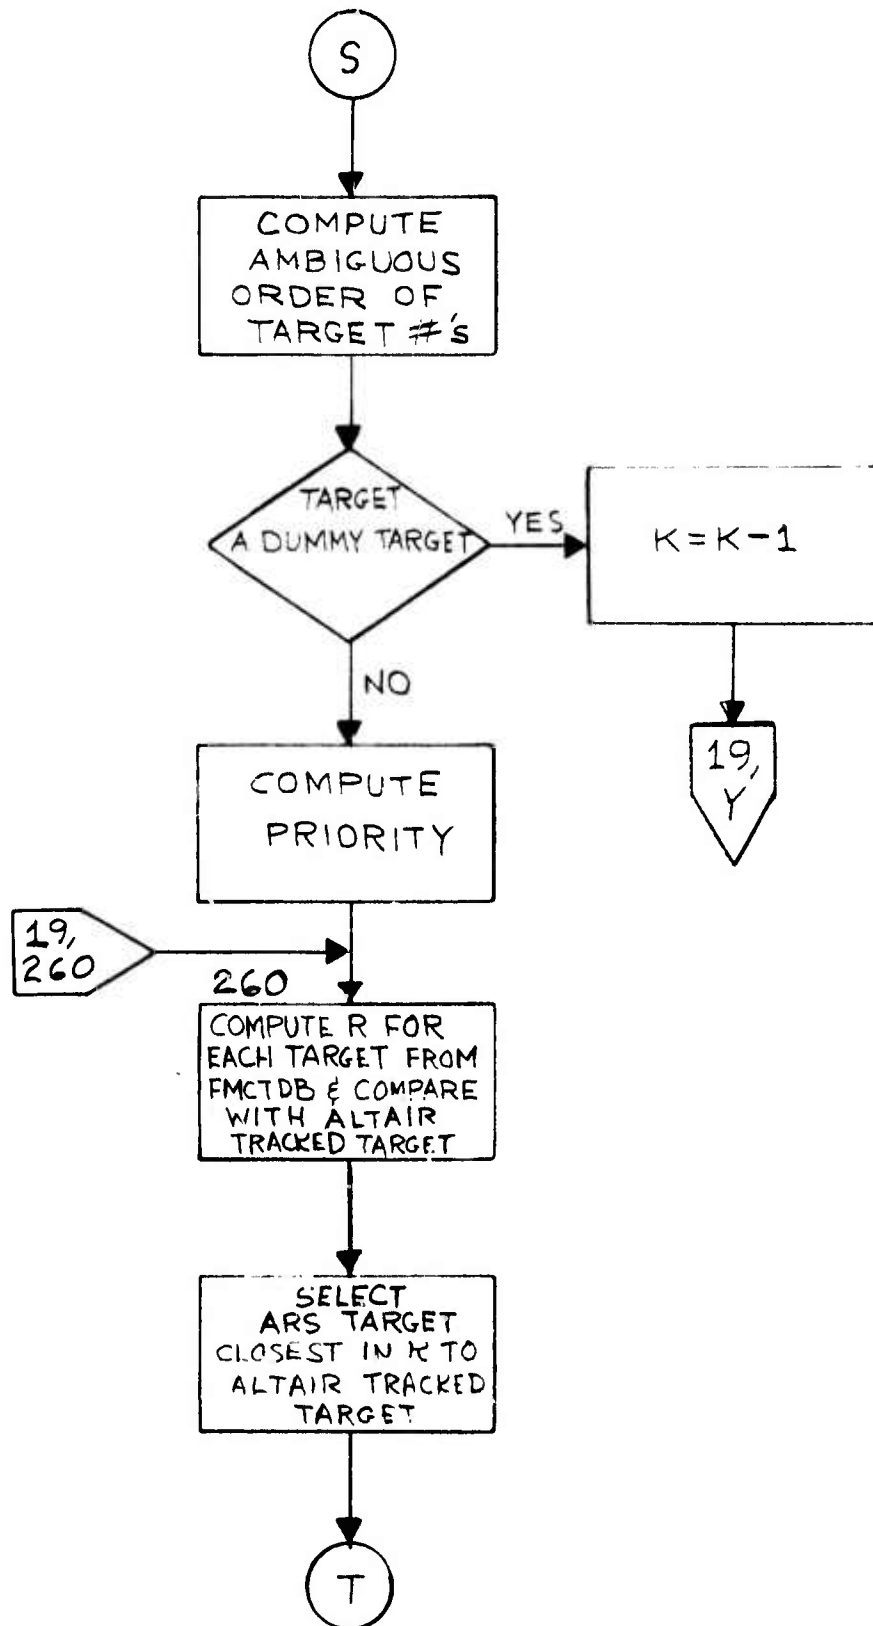 S
COMPUTE
AMBIGUOUS
ORDER OF
TARGET #'s
TARGET
A DUMMY TARGET
YES
K = K - 1
NO
19,
Y
COMPUTE
PRIORITY
19,
260
260
COMPUTE R FOR
EACH TARGET FROM
FMCTDB & COMPARE
WITH ALTAIR
TRACKED TARGET
SELECT
ARS TARGET
CLOSEST IN R TO
ALTAIR TRACKED
TARGET
T